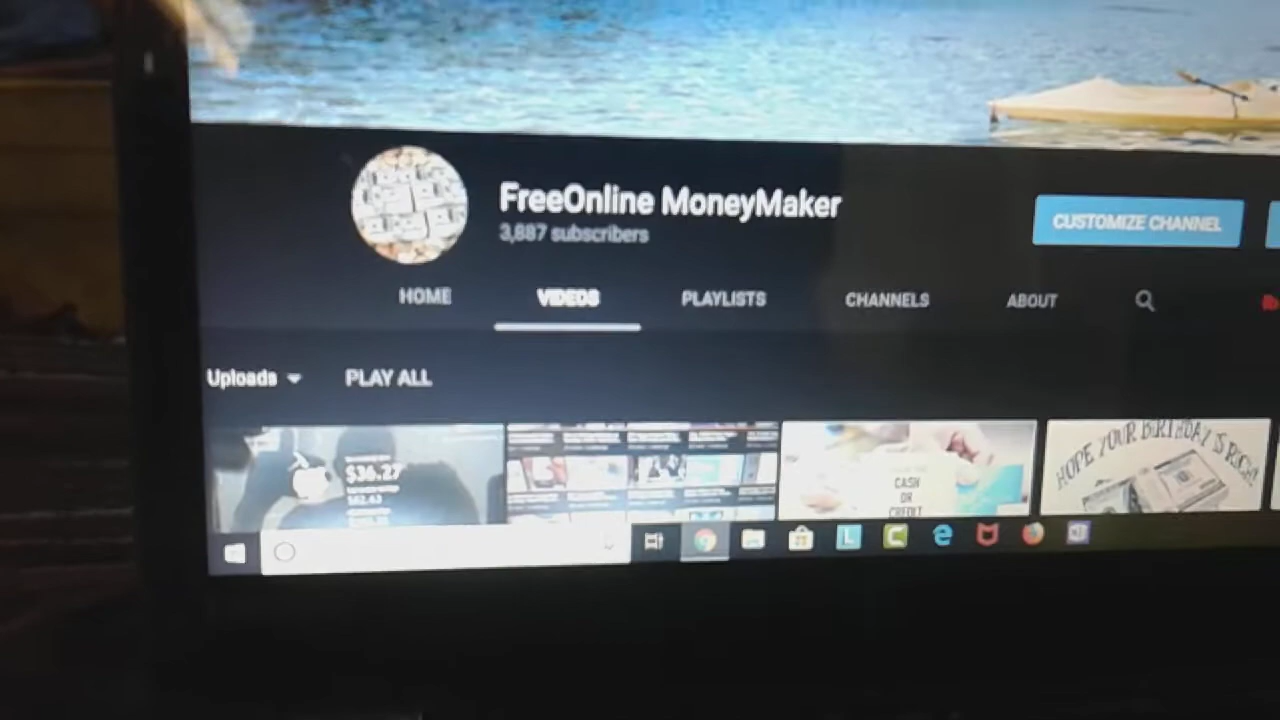 FreeOnline MoneyMaker
3,887 subscribers
CUSTOMIZE CHANNEL
HOME VIDEOS PLAYLISTS CHANNELS ABOUT
Uploads PLAY ALL
$36.27
CASH
OR
CREDIT
HOPE YOUR BIRTHDAY IS RICH!